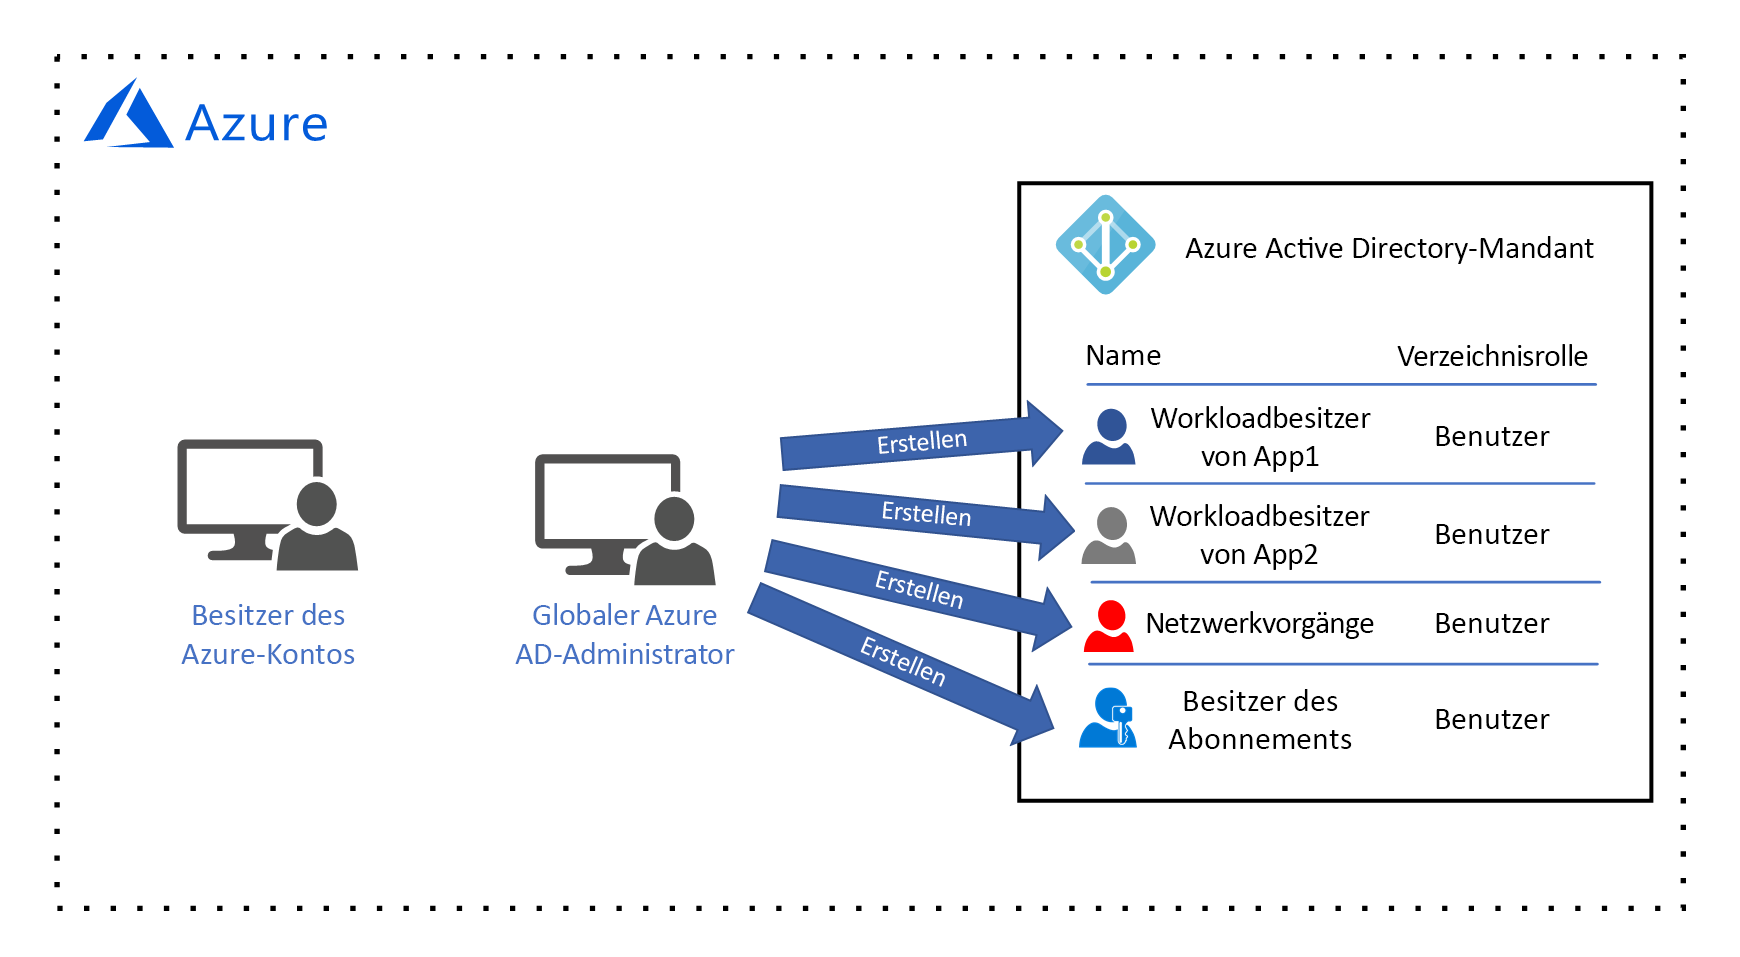 Azure
Azure Active Directory-Mandant
Name Verzeichnisrolle
Workloadbesitzer
von App1
Benutzer
Workloadbesitzer
von App2
Benutzer
Netzwerkvorgänge Benutzer
Besitzer des
Abonnements
Benutzer
Erstellen
Erstellen
Erstellen
Erstellen
Besitzer des
Azure-Kontos
Globaler Azure
AD-Administrator